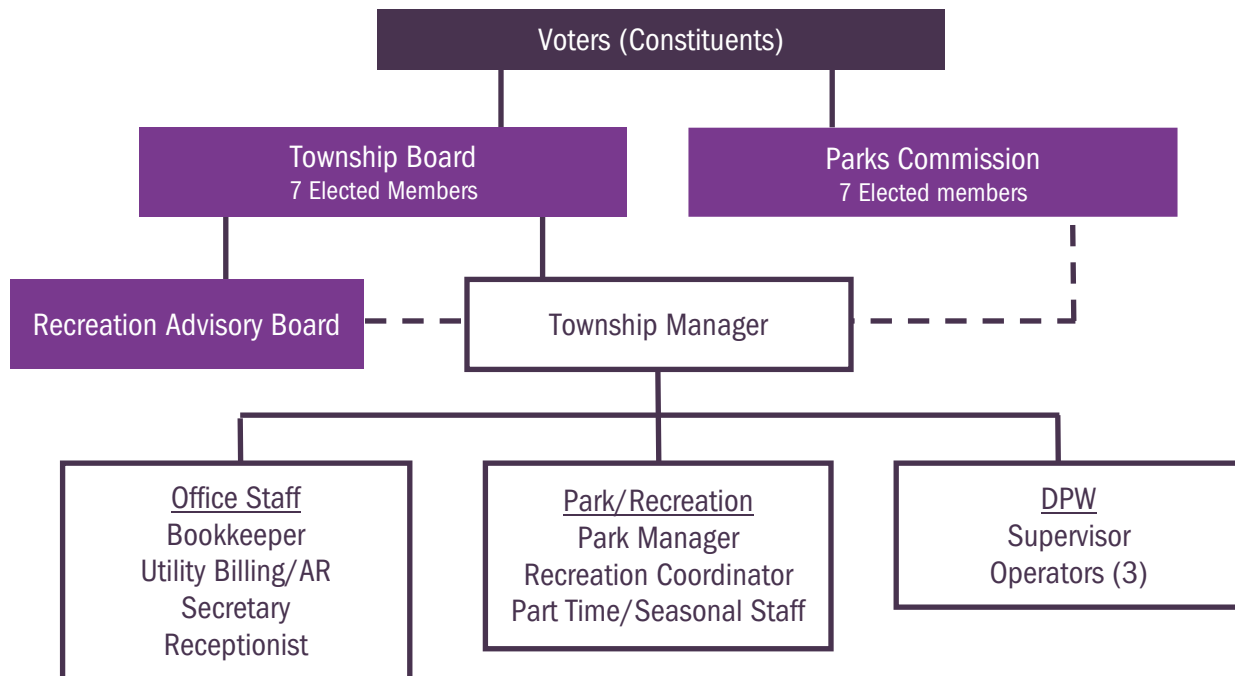 Voters (Constituents)
Township Board
7 Elected Members
Parks Commission
7 Elected members
Recreation Advisory Board
Township Manager
Office Staff
Bookkeeper
Utility Billing/AR
Secretary
Receptionist
Park/Recreation
Park Manager
Recreation Coordinator
Part Time/Seasonal Staff
DPW
Supervisor
Operators (3)